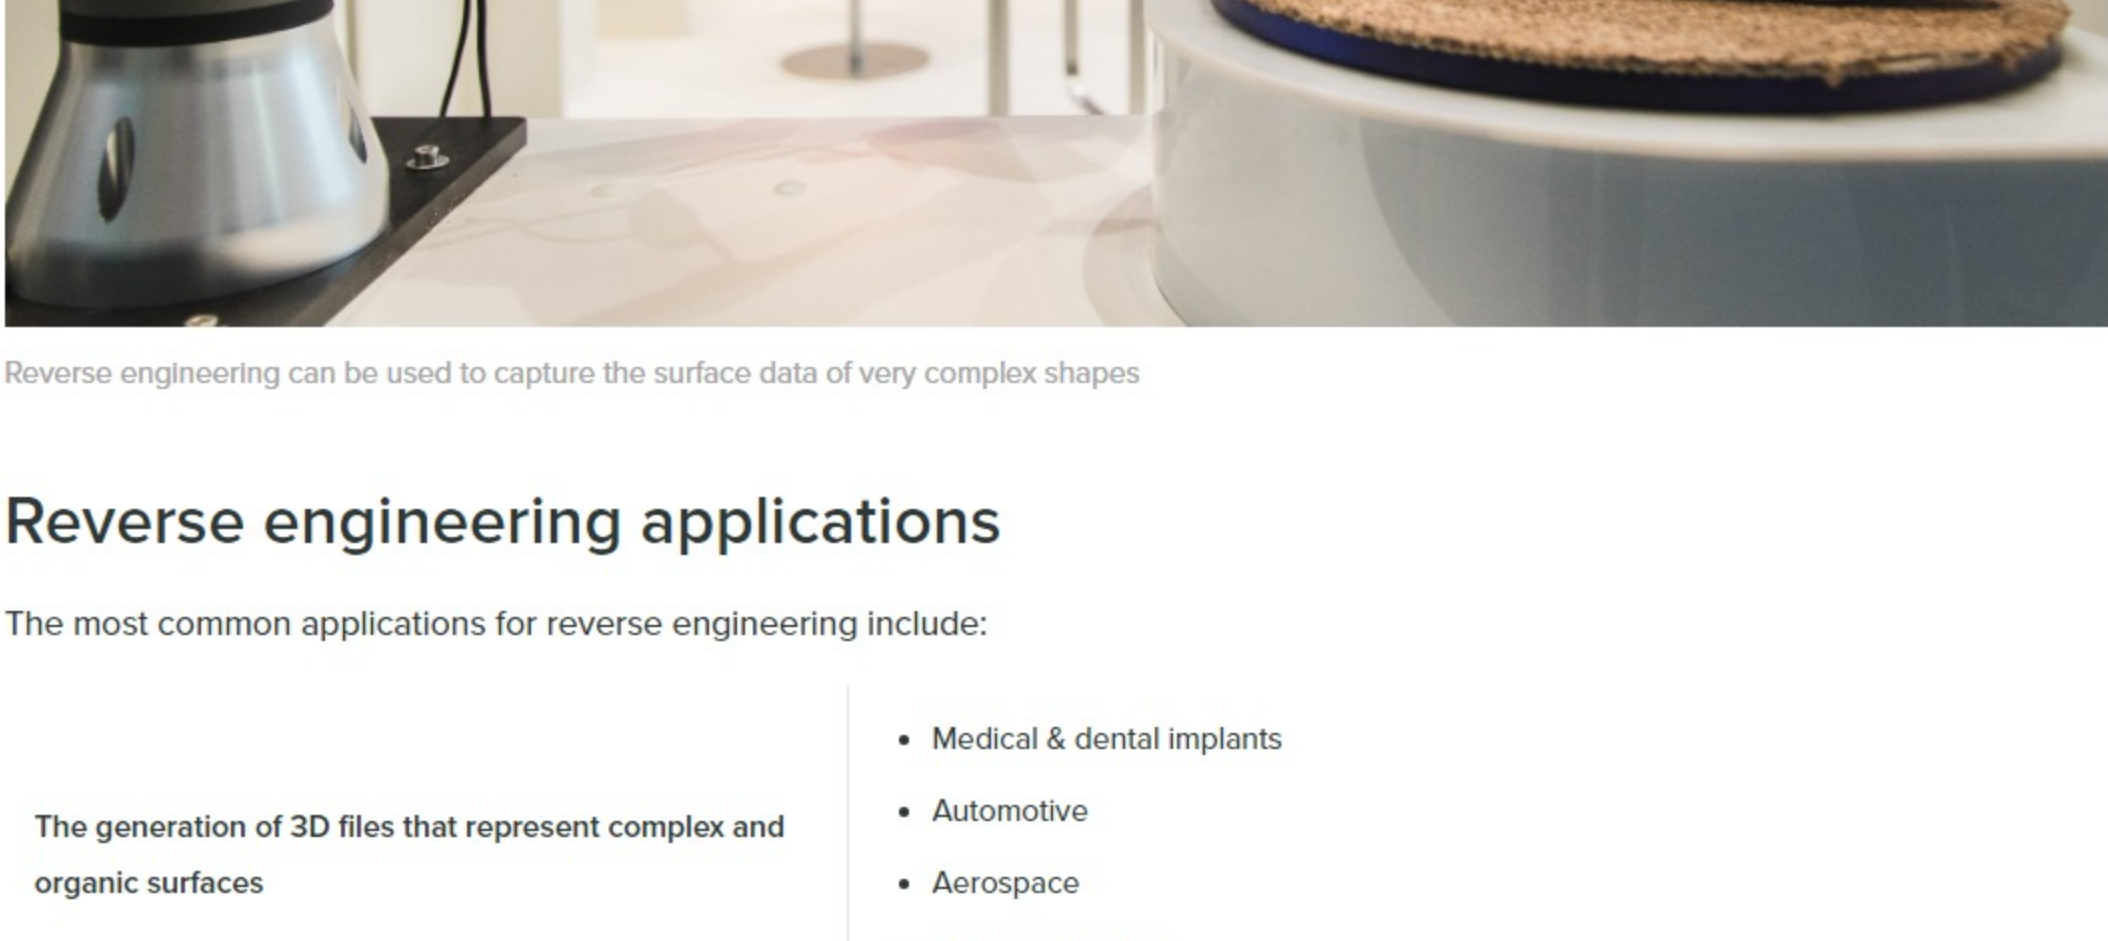 Reverse engineering can be used to capture the surface data of very complex shapes
Reverse engineering applications
The most common applications for reverse engineering include:
The generation of 3D files that represent complex and
organic surfaces
• Medical & dental implants
• Automotive
• Aerospace